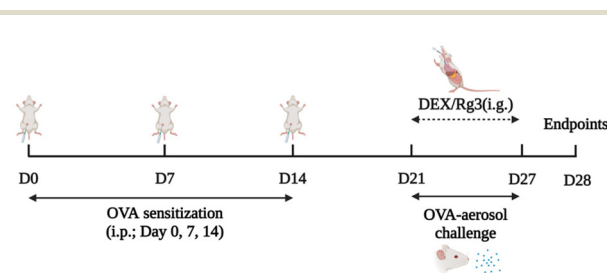 DEX/Rg3(i.g.)
Endpoints
D0
D7
D14
D21
D27
D28
OVA sensitization
(i.p.; Day 0, 7, 14)
OVA-aerosol
challenge